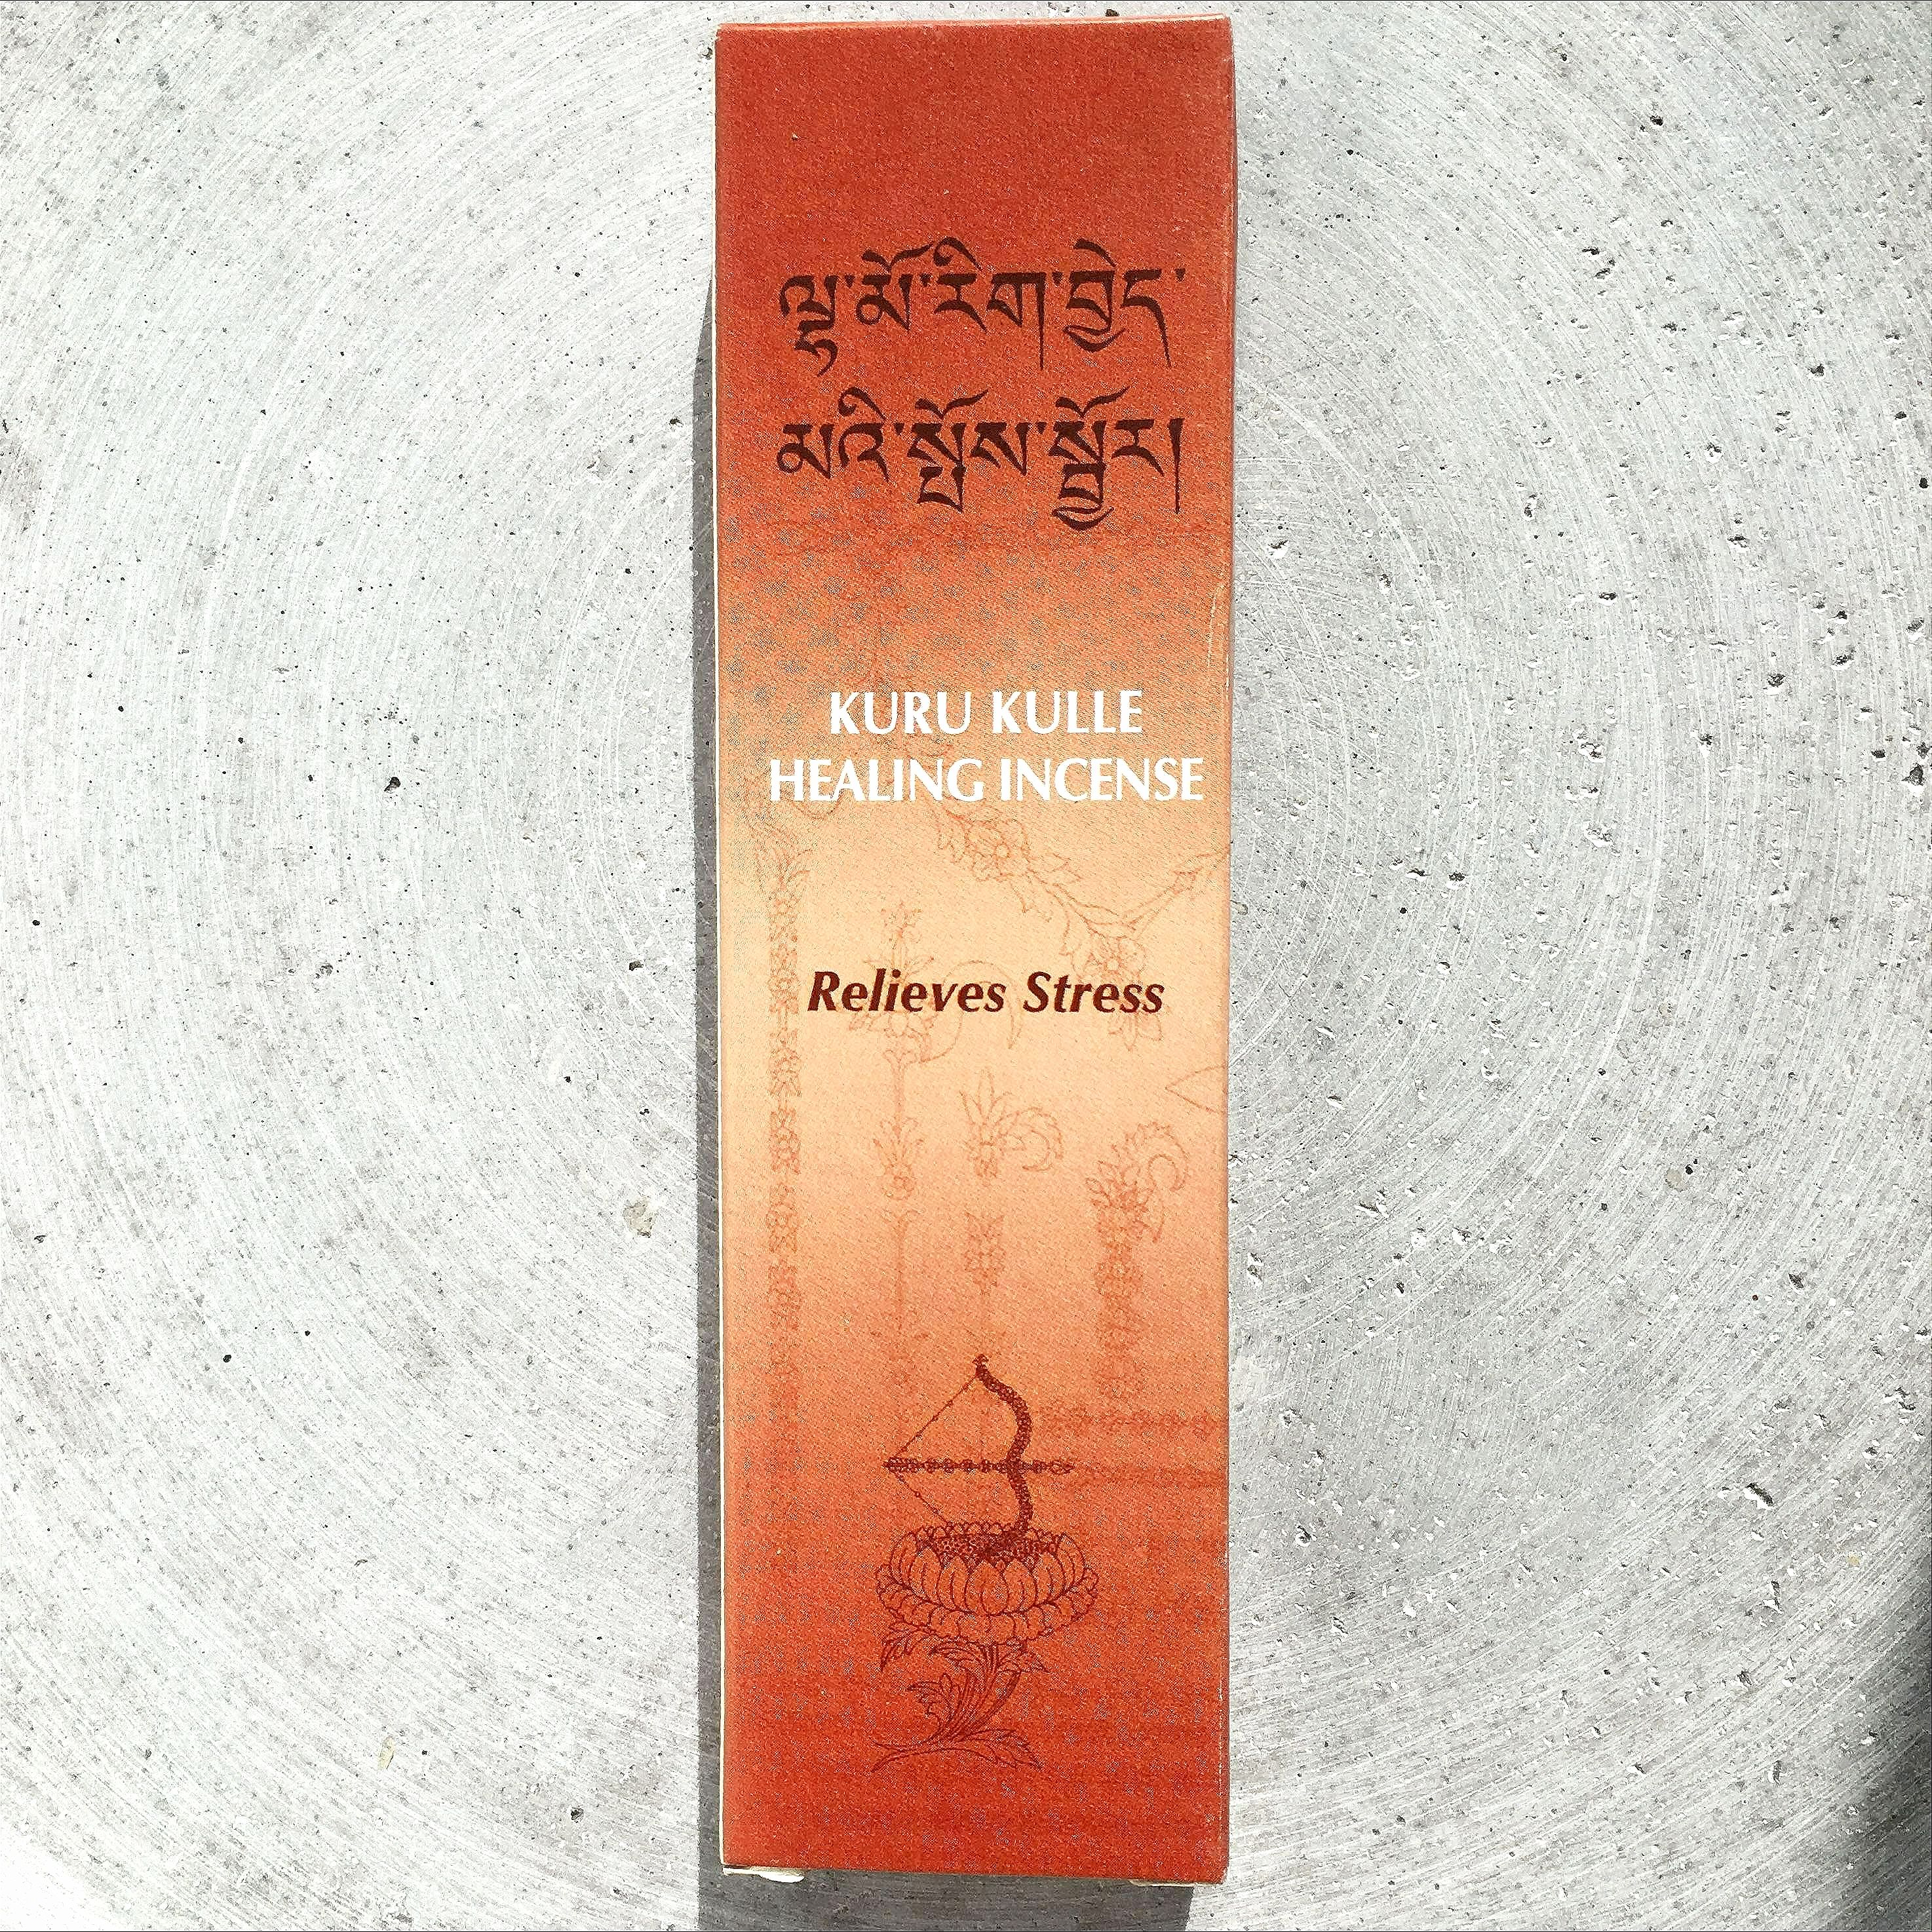 ལྷ་མོ་རིག་བྱེད་
མའི་སྤོས་སྦྱོར།
KURU KULLE
HEALING INCENSE
Relieves Stress